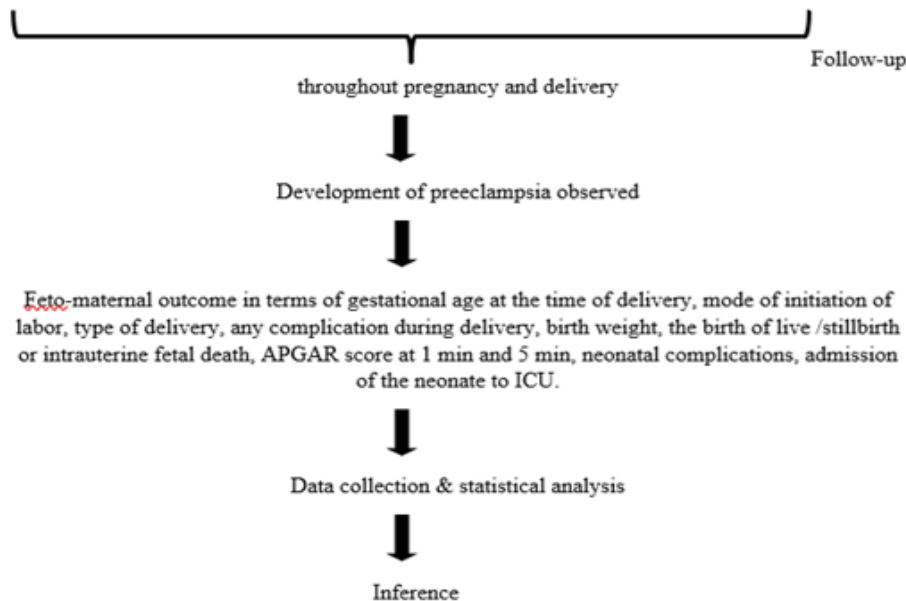 Follow-up
throughout pregnancy and delivery
Development of preeclampsia observed
Feto-maternal outcome in terms of gestational age at the time of delivery, mode of initiation of
labor, type of delivery, any complication during delivery, birth weight, the birth of live /stillbirth
or intrauterine fetal death, APGAR score at 1 min and 5 min, neonatal complications, admission
of the neonate to ICU.
Data collection & statistical analysis
Inference